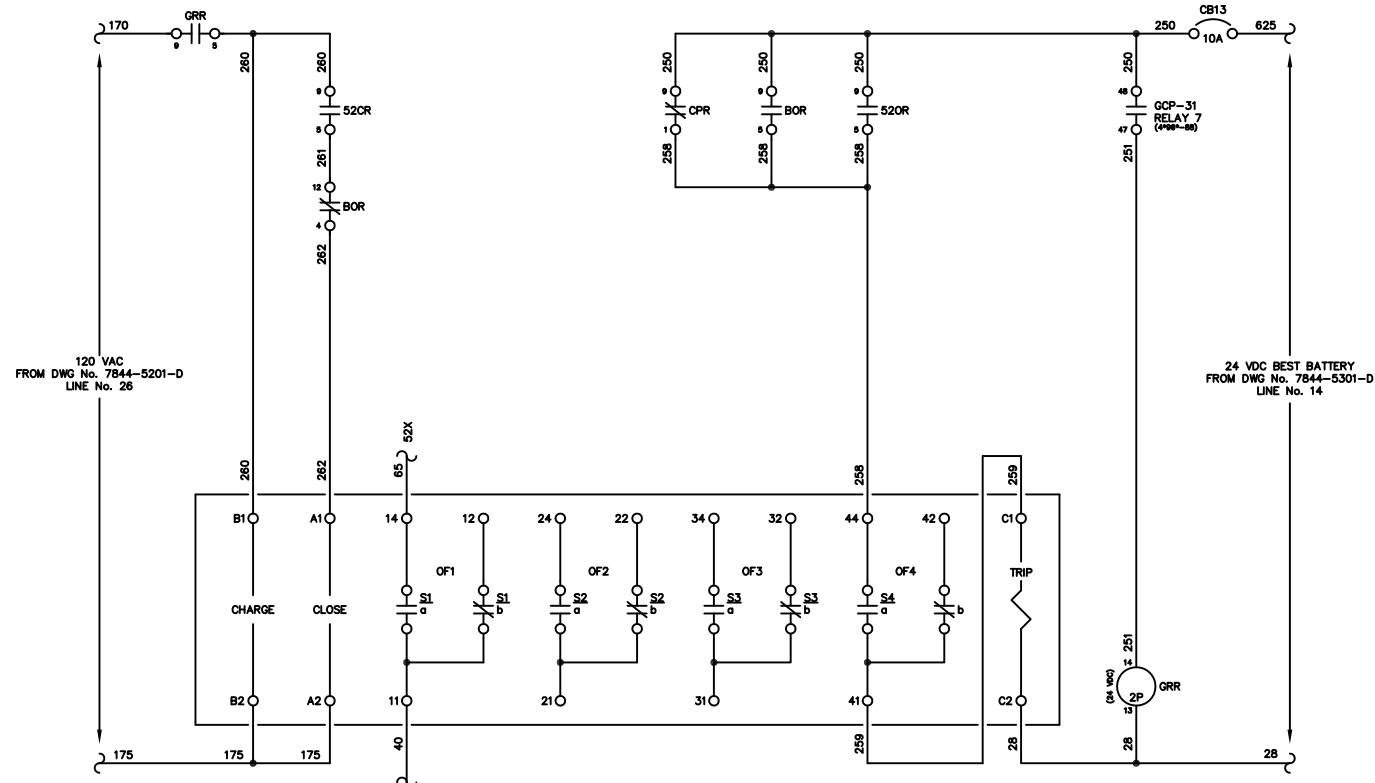 170
GRR
9
5
CB13
250
625
10A
260
260
250
250
250
250
9
52CR
5
9
CPR
1
9
BOR
5
9
52OR
5
48
GCP-31
RELAY 7
47
261
258
258
258
251
12
BOR
4
262
120 VAC
FROM DWG No. 7844-5201-D
LINE No. 26
24 VDC BEST BATTERY
FROM DWG No. 7844-5301-D
LINE No. 14
52X
260
262
65
258
259
B1
A1
14
12
24
22
34
32
44
42
C1
OF1
OF2
OF3
OF4
TRIP
CHARGE
CLOSE
S1
a
S1
b
S2
a
S2
b
S3
a
S3
b
S4
a
b
251
14
(24 VDC)
2P
GRR
13
B2
A2
11
21
31
41
C2
175
175
175
40
259
28
28
28